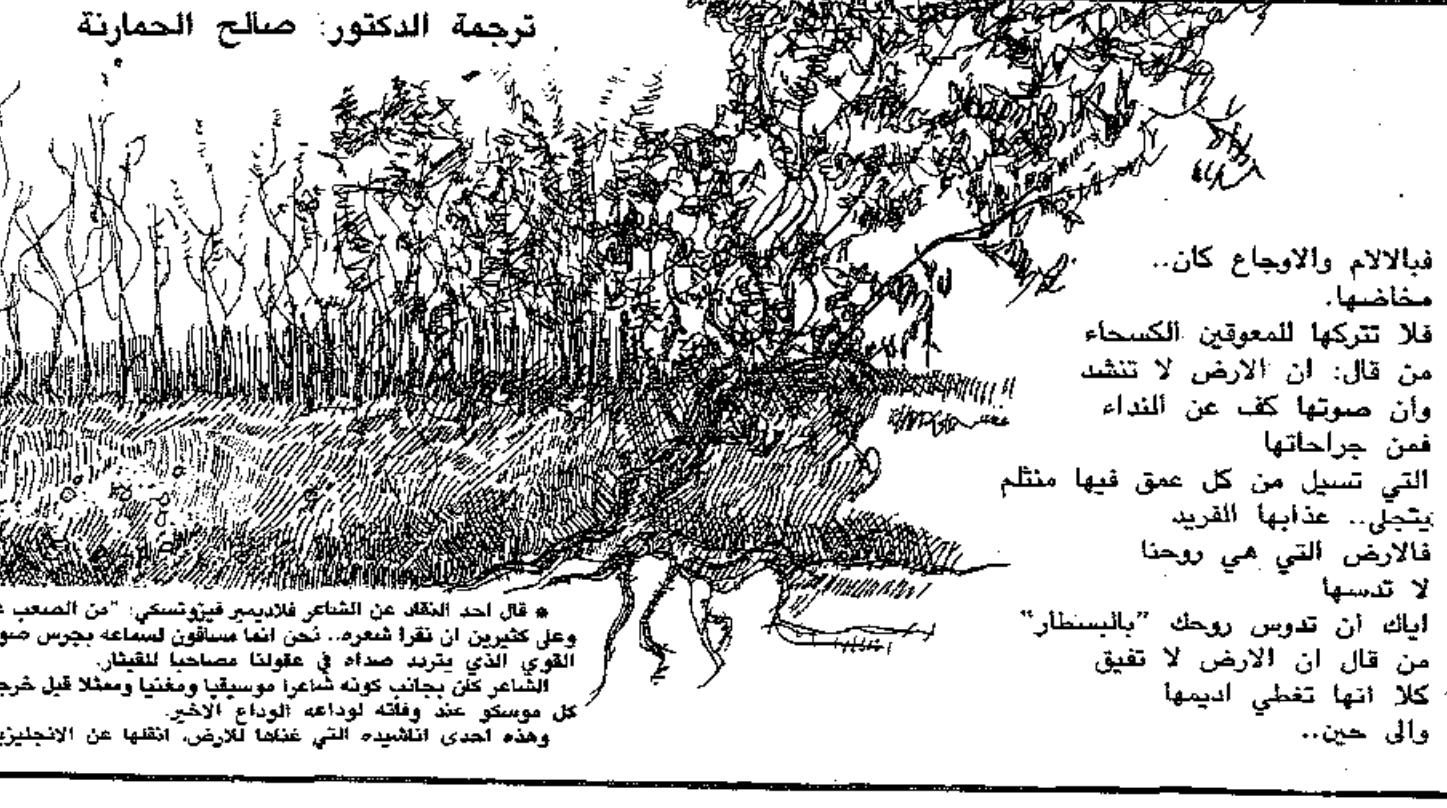 ترجمة الدكتور: صالح الحمارنة
فبالالام والاوجاع كان..
مخاضها.
فلا تتركها للمعوقين الكسحاء
من قال: ان الارض لا تنشد
وأن صوتها كف عن النداء
فمن جراحاتها
التي تسيل من كل عمق فيها منثلم
يتجلى.. عذابها الفريد
فالارض التي هي روحنا
لا تدسها
اياك ان تدوس روحك "بالبسطار"
من قال ان الارض لا تفيق
كلا انها تغطي اديمها
والى حين..
* قال احد النقاد عن الشاعر فلاديمير فيزوتسكي: "من الصعب
وعلى كثيرين ان نقرا شعره.. نحن انما مساقون لسماعه بجرس
القوي الذي يتردد صداه في عقولنا مصاحبا للقيثار.
الشاعر كان بجانب كونه شاعرا موسيقيا ومغنيا وممثلا قبل
كل موسكو عند وفاته لوداعه الوداع الاخير.
وهذه احدى اناشيده التي غناها للارض، انقلها عن